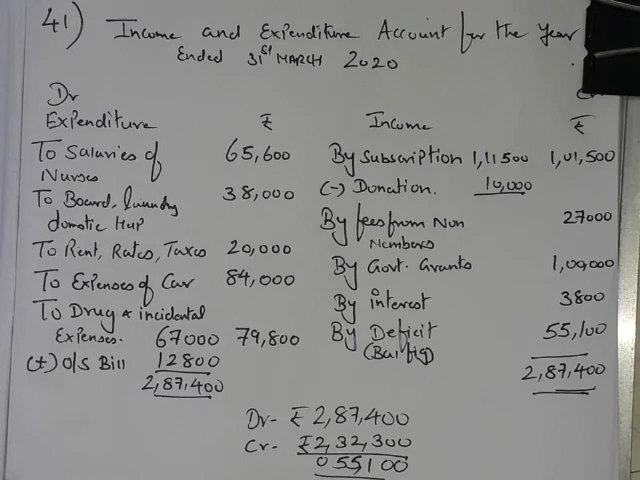 41) Income and Expenditure Account for the Year
Ended 31st MARCH 2020
Dr
Expenditure ₹ Income ₹
To Salaries of 65,600 By Subscription 1,11500 1,01,500
Nurses (-) Donation. 10,000
To Board, laundry 38,000
domstic Help By fees from Non 27000
Members
To Rent, Rates, Taxes 20,000 By Govt. Grants 1,00,000
To Expenses of Car 84,000 By interest 3800
To Drug & incidental
Expenses. 67000 79,800 By Deficit 55,100
(+) O/S Bill 12800 (Bal fig)
2,87,400 2,87,400
Dr- ₹2,87,400
Cr- ₹2,32,300
055,100